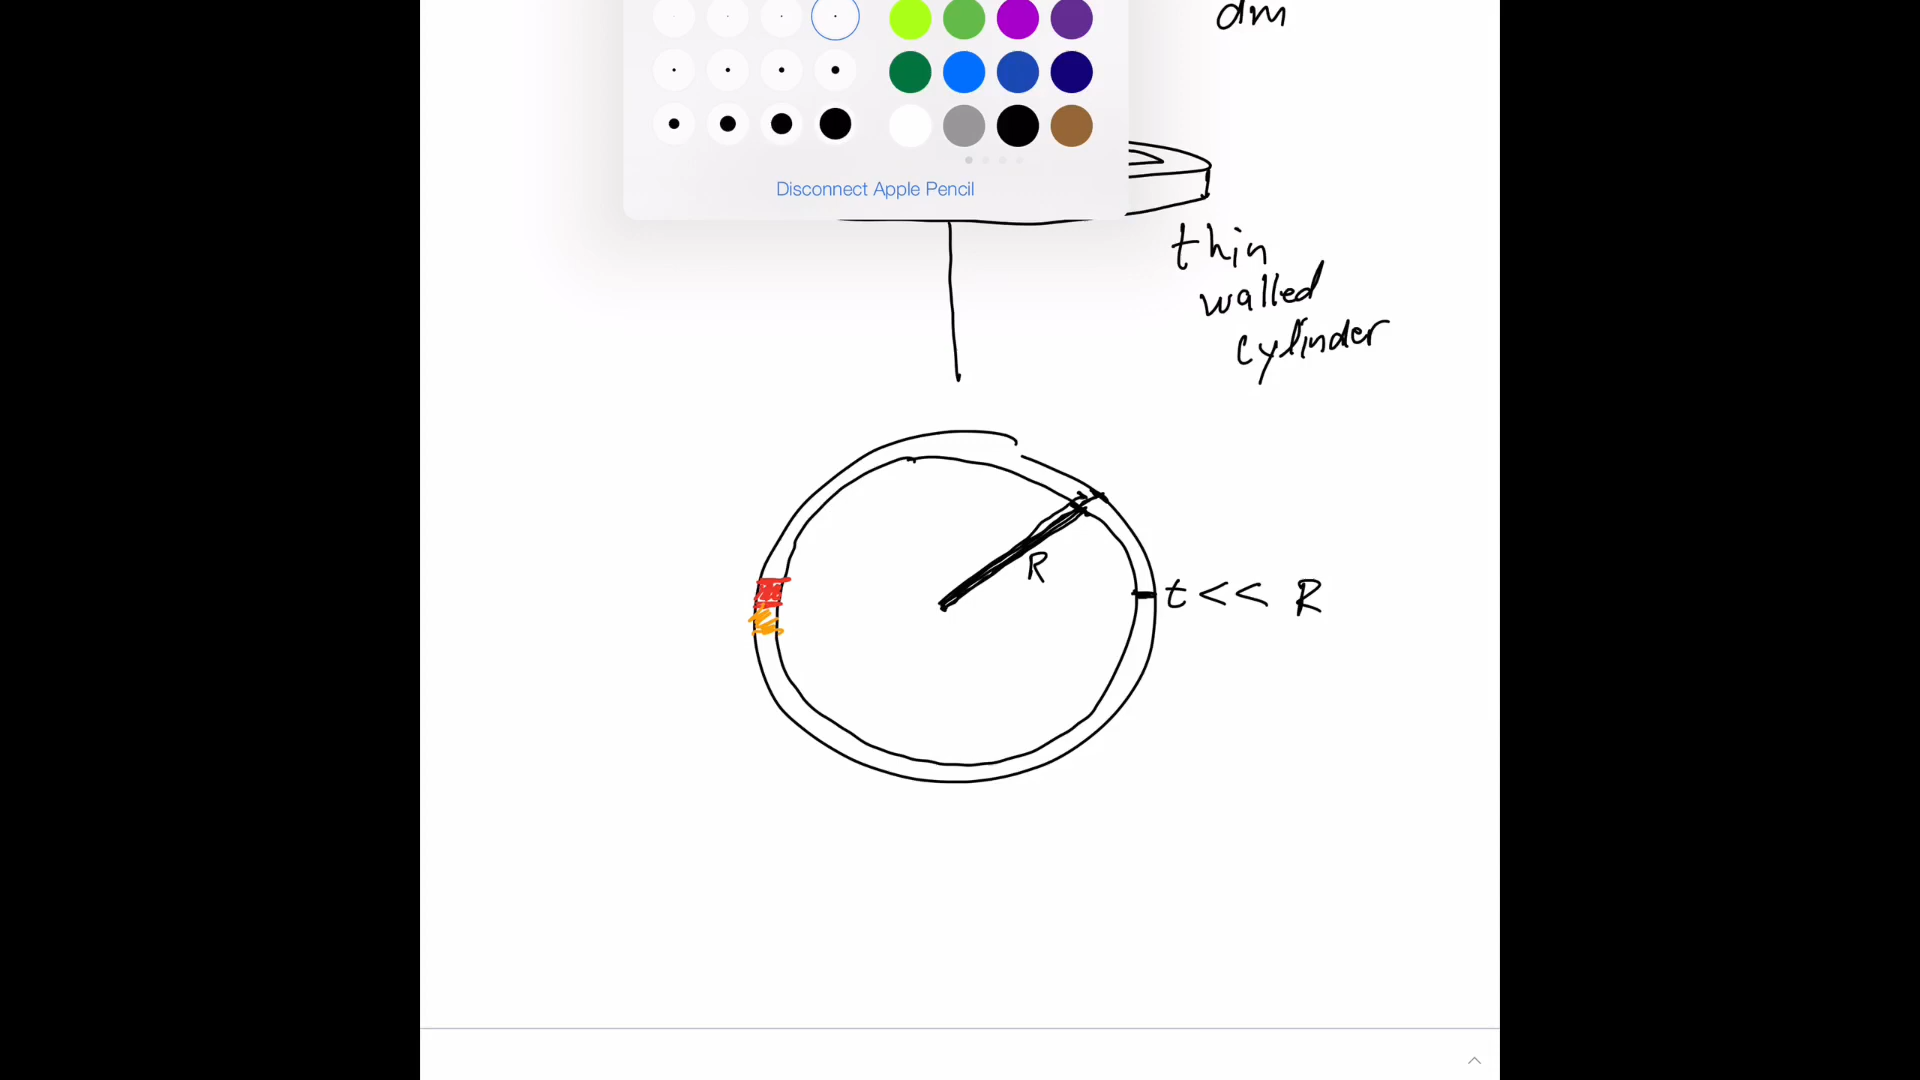 dm
Disconnect Apple Pencil
thin
walled
cylinder
R
t << R